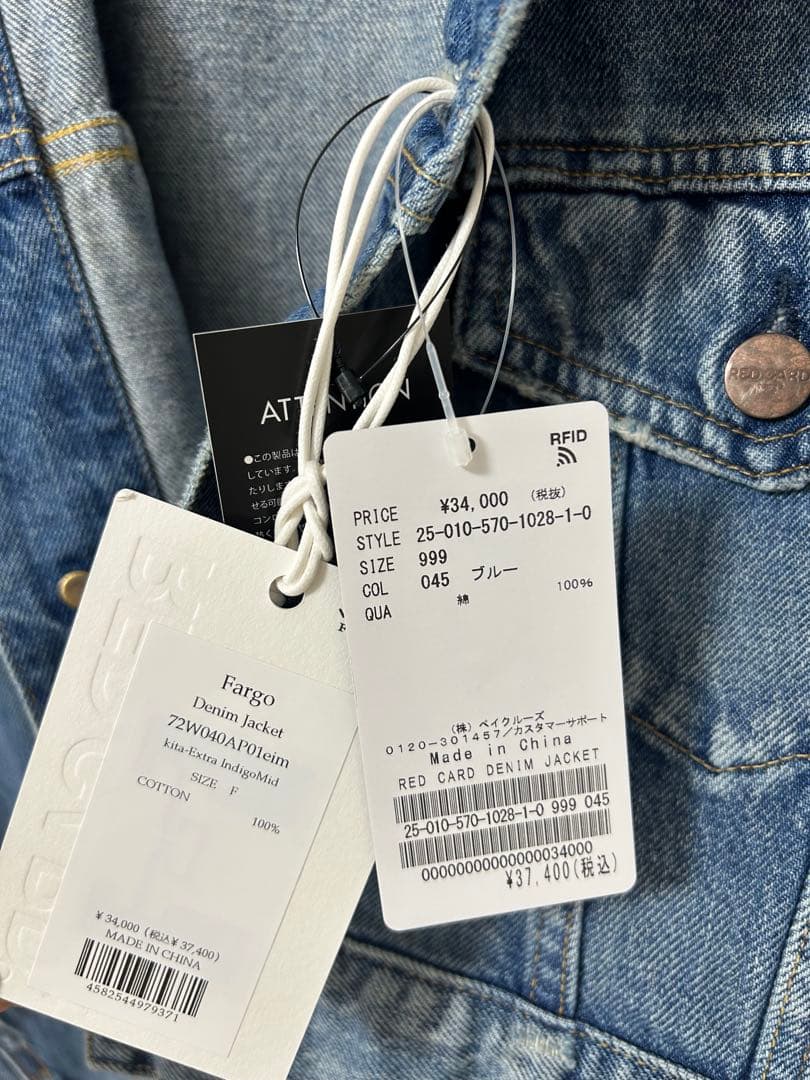 ATTENTION
●この製品は
しています。
たりします
せる可能
コンロ
RED CARD
RFID
PRICE ¥34,000 (税抜)
STYLE 25-010-570-1028-1-0
SIZE 999
COL 045 ブルー
QUA 綿 100%
(株) ベイクルーズ
0120-301457/カスタマーサポート
Made in China
RED CARD DENIM JACKET
25-010-570-1028-1-0 999 045
00000000000000034000
¥37,400(税込)
Fargo
Denim Jacket
72W040AP01eim
kita-Extra IndigoMid
SIZE F
COTTON 100%
¥34,000 (税込¥37,400)
MADE IN CHINA
4582544979371